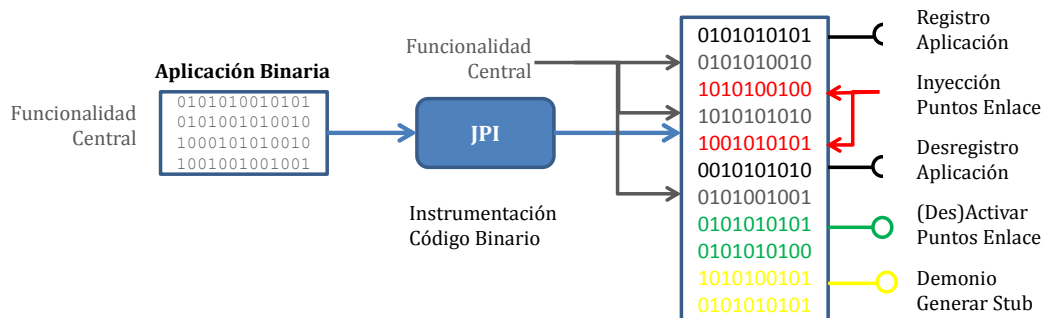 Aplicación Binaria
Funcionalidad
Central
0101010010101
0101001010010
1000101010010
1001001001001
JPI
Instrumentación
Código Binario
Funcionalidad
Central
0101010101
0101010010
1010100100
1010101010
1001010101
0010101010
0101001001
0101010101
0101010100
1010100101
0101010101
Registro
Aplicación
Inyección
Puntos Enlace
Desregistro
Aplicación
(Des)Activar
Puntos Enlace
Demonio
Generar Stub